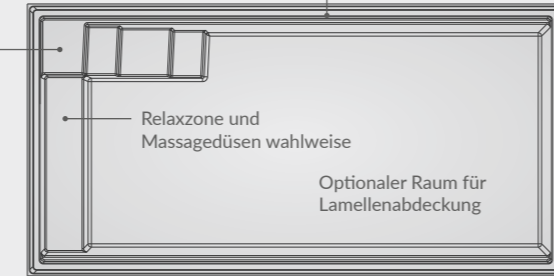 Relaxzone und
Massagedüsen wahlweise
Optionaler Raum für
Lamellenabdeckung